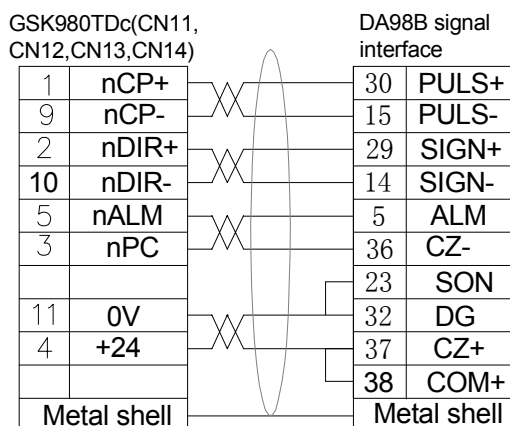 GSK980TDc(CN11,
CN12,CN13,CN14)
DA98B signal
interface
1 nCP+ 30 PULS+
9 nCP- 15 PULS-
2 nDIR+ 29 SIGN+
10 nDIR- 14 SIGN-
5 nALM 5 ALM
3 nPC 36 CZ-
23 SON
11 0V 32 DG
4 +24 37 CZ+
38 COM+
Metal shell Metal shell